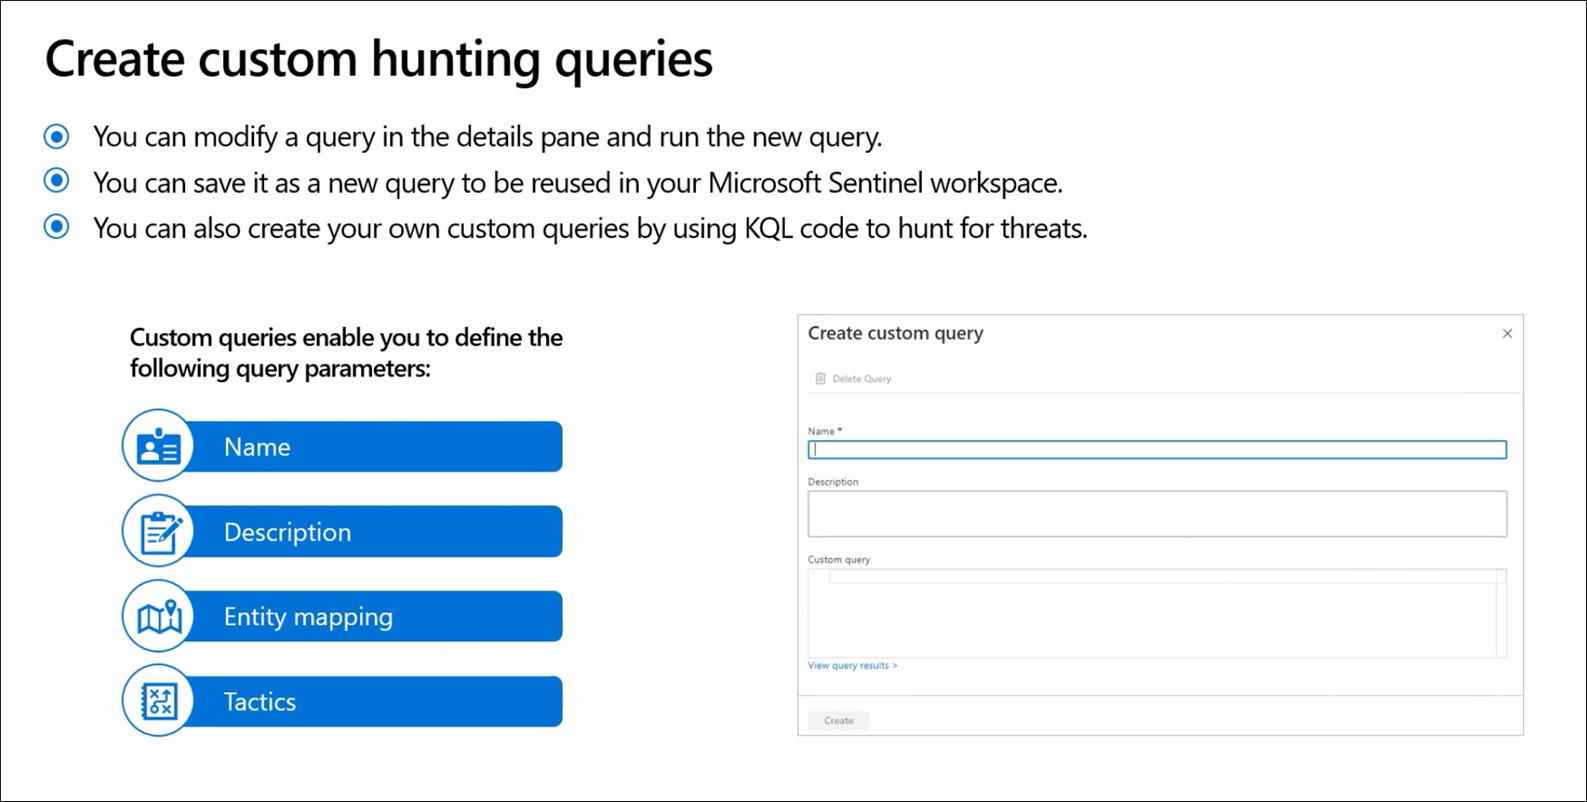 Create custom hunting queries
You can modify a query in the details pane and run the new query.
You can save it as a new query to be reused in your Microsoft Sentinel workspace.
You can also create your own custom queries by using KQL code to hunt for threats.
Custom queries enable you to define the
following query parameters:
Name
Description
Entity mapping
Tactics
Create custom query
Delete Query
Name *
Description
Custom query
View query results >
Create